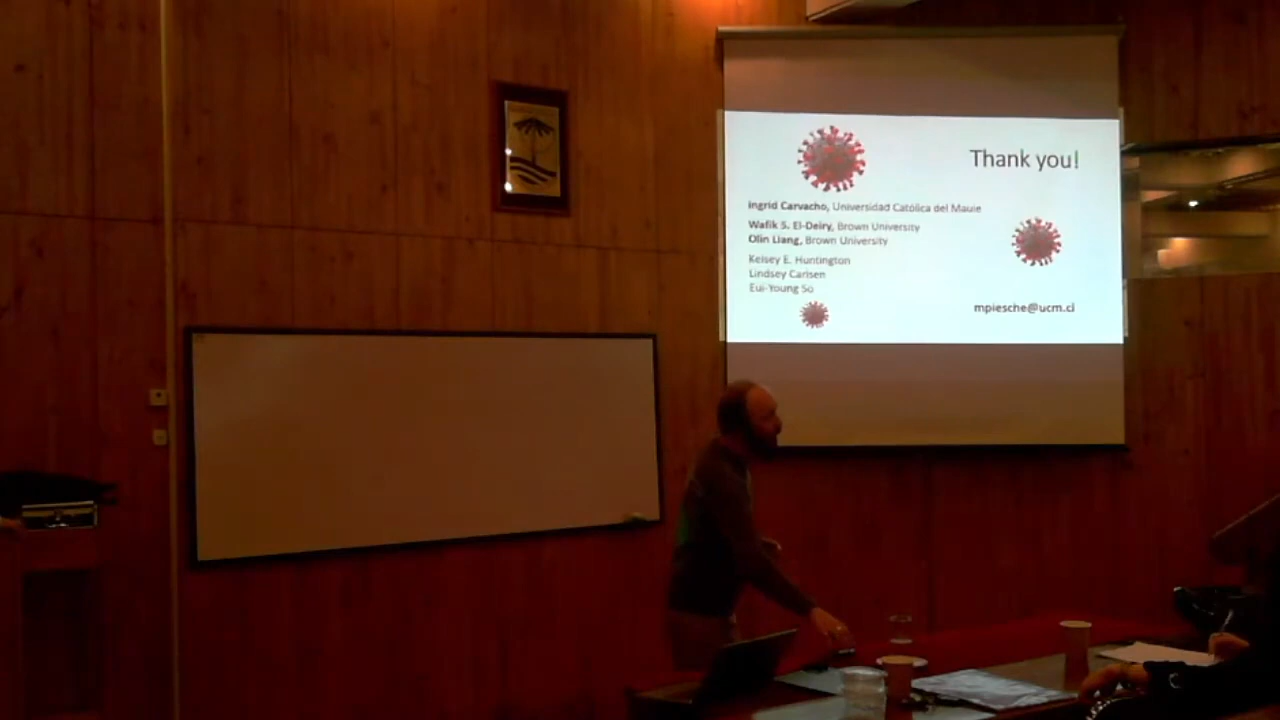 Thank you!
Ingrid Carvacho, Universidad Católica del Maule
Wafik S. El-Deiry, Brown University
Olin Liang, Brown University
Kelsey E. Huntington
Lindsey Carlsen
Eui-Young So
mpiesche@ucm.cl